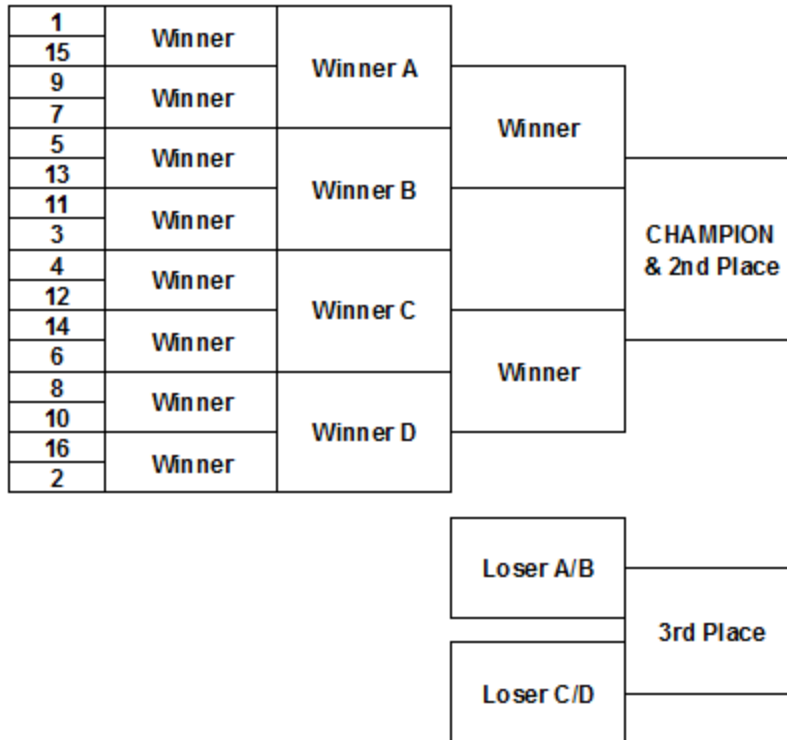 1
Winner
15
Winner A
9
Winner
7
Winner
5
Winner
13
Winner B
11
Winner
3
CHAMPION
& 2nd Place
4
Winner
12
Winner C
14
Winner
6
Winner
8
Winner
10
Winner D
16
Winner
2
Loser A/B
3rd Place
Loser C/D